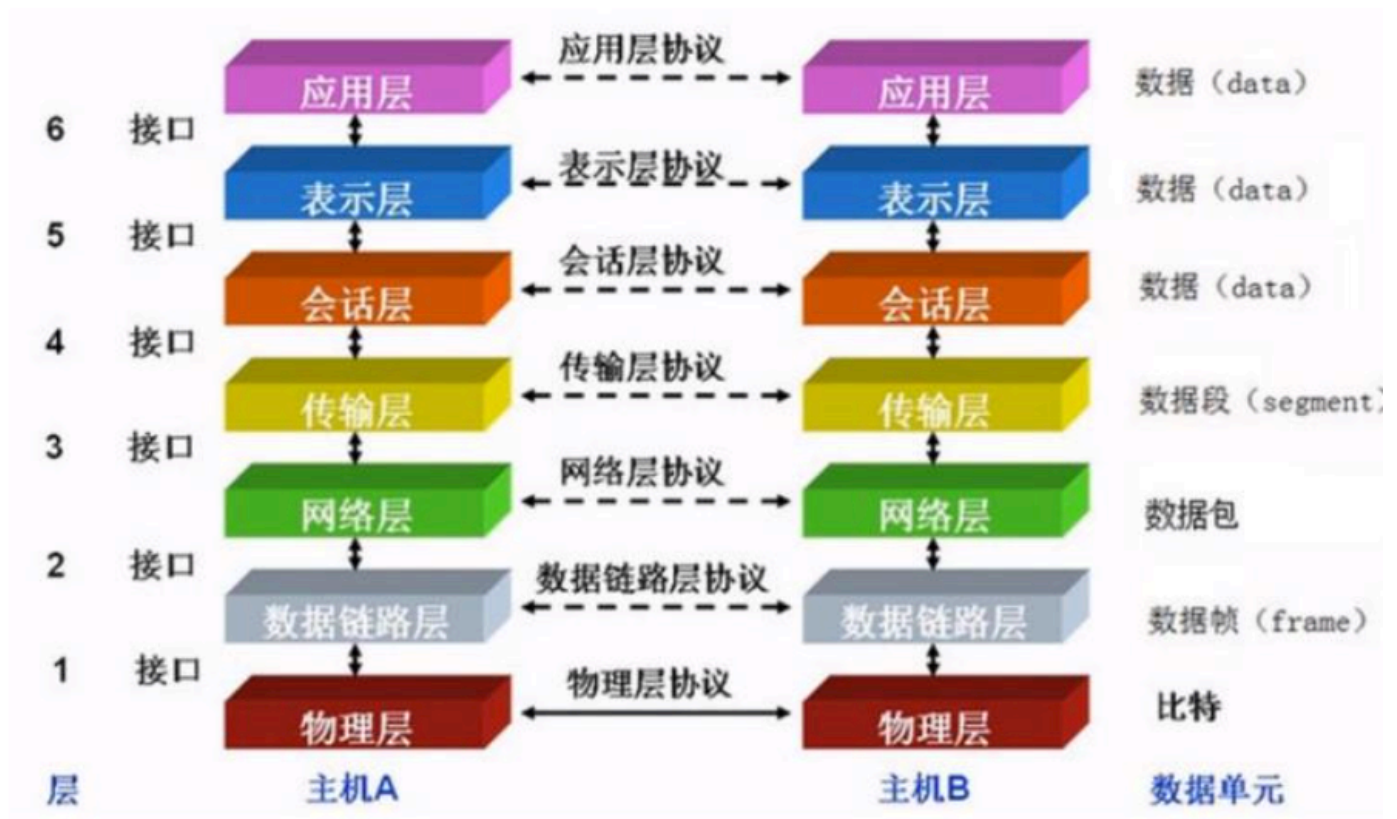 应用层协议
应用层 应用层 数据（data）
6 接口
表示层协议
表示层 表示层 数据（data）
5 接口
会话层协议
会话层 会话层 数据（data）
4 接口
传输层协议
传输层 传输层 数据段（segment）
3 接口
网络层协议
网络层 网络层 数据包
2 接口
数据链路层协议
数据链路层 数据链路层 数据帧（frame）
1 接口
物理层协议
物理层 物理层 比特
层 主机A 主机B 数据单元